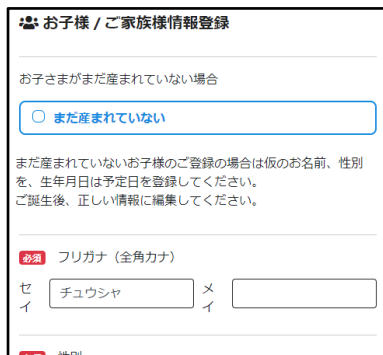 お子様 / ご家族様情報登録
お子さまがまだ産まれていない場合
まだ産まれていない
まだ産まれていないお子様のご登録の場合は仮のお名前、性別
を、生年月日は予定日を登録してください。
ご誕生後、正しい情報に編集してください。
必須 フリガナ（全角カナ）
セイ チュウシャ メイ